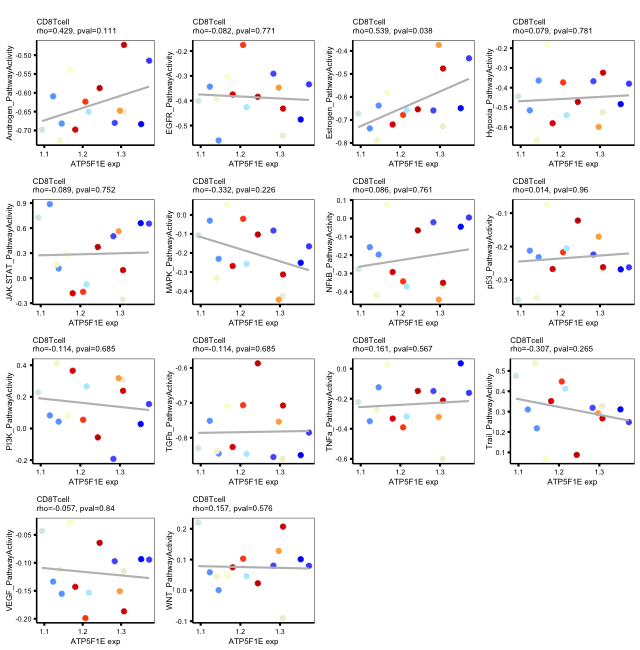 CD8Tcell
rho=0.429, pval=0.111
Androgen_PathwayActivity
-0.50
-0.55
-0.60
-0.65
-0.70
1.1
1.2
1.3
ATP5F1E exp
CD8Tcell
rho=-0.082, pval=0.771
EGFR_PathwayActivity
-0.2
-0.3
-0.4
-0.5
1.1
1.2
1.3
ATP5F1E exp
CD8Tcell
rho=0.539, pval=0.038
Estrogen_PathwayActivity
-0.4
-0.5
-0.6
-0.7
-0.8
1.1
1.2
1.3
ATP5F1E exp
CD8Tcell
rho=0.079, pval=0.781
Hypoxia_PathwayActivity
-0.2
-0.3
-0.4
-0.5
-0.6
1.1
1.2
1.3
ATP5F1E exp
CD8Tcell
rho=-0.089, pval=0.752
JAK.STAT_PathwayActivity
0.9
0.6
0.3
0.0
-0.3
1.1
1.2
1.3
ATP5F1E exp
CD8Tcell
rho=-0.332, pval=0.226
MAPK_PathwayActivity
0.0
-0.1
-0.2
-0.3
-0.4
1.1
1.2
1.3
ATP5F1E exp
CD8Tcell
rho=0.086, pval=0.761
NFkB_PathwayActivity
0.1
0.0
-0.1
-0.2
-0.3
-0.4
1.1
1.2
1.3
ATP5F1E exp
CD8Tcell
rho=0.014, pval=0.96
p53_PathwayActivity
-0.1
-0.2
-0.3
1.1
1.2
1.3
ATP5F1E exp
CD8Tcell
rho=-0.114, pval=0.685
PI3K_PathwayActivity
0.4
0.2
0.0
-0.2
1.1
1.2
1.3
ATP5F1E exp
CD8Tcell
rho=-0.114, pval=0.685
TGFb_PathwayActivity
-0.6
-0.7
-0.8
1.1
1.2
1.3
ATP5F1E exp
CD8Tcell
rho=0.161, pval=0.567
TNFa_PathwayActivity
0.0
-0.2
-0.4
-0.6
1.1
1.2
1.3
ATP5F1E exp
CD8Tcell
rho=-0.307, pval=0.265
Trail_PathwayActivity
0.5
0.4
0.3
0.2
0.1
1.1
1.2
1.3
ATP5F1E exp
CD8Tcell
rho=-0.057, pval=0.84
VEGF_PathwayActivity
-0.05
-0.10
-0.15
-0.20
1.1
1.2
1.3
ATP5F1E exp
CD8Tcell
rho=0.157, pval=0.576
WNT_PathwayActivity
0.2
0.1
0.0
-0.1
1.1
1.2
1.3
ATP5F1E exp